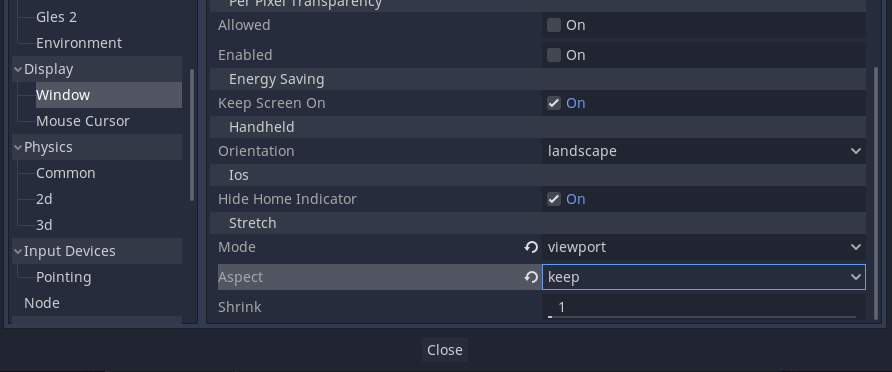 Gles 2
Environment
Display
Window
Mouse Cursor
Physics
Common
2d
3d
Input Devices
Pointing
Node
Per Pixel Transparency
Allowed On
Enabled On
Energy Saving
Keep Screen On On
Handheld
Orientation landscape
Ios
Hide Home Indicator On
Stretch
Mode viewport
Aspect keep
Shrink 1
Close